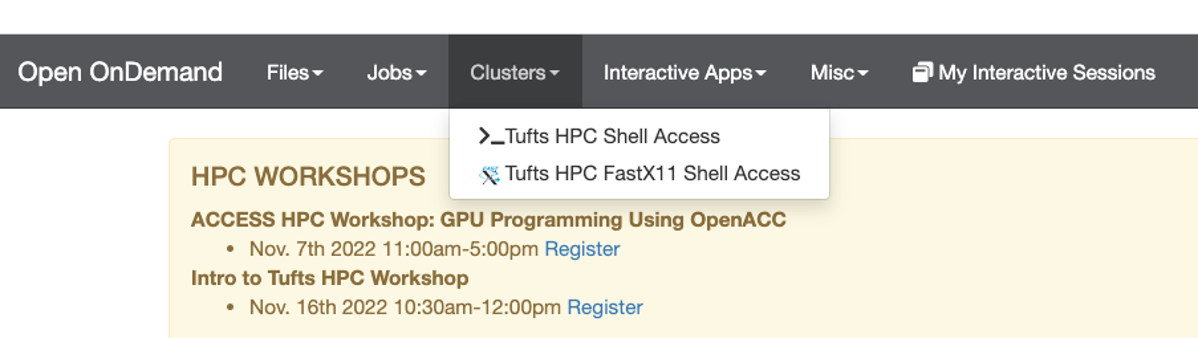 Open OnDemand Files Jobs Clusters Interactive Apps Misc My Interactive Sessions
Tufts HPC Shell Access
Tufts HPC FastX11 Shell Access
HPC WORKSHOPS
ACCESS HPC Workshop: GPU Programming Using OpenACC
• Nov. 7th 2022 11:00am-5:00pm Register
Intro to Tufts HPC Workshop
• Nov. 16th 2022 10:30am-12:00pm Register